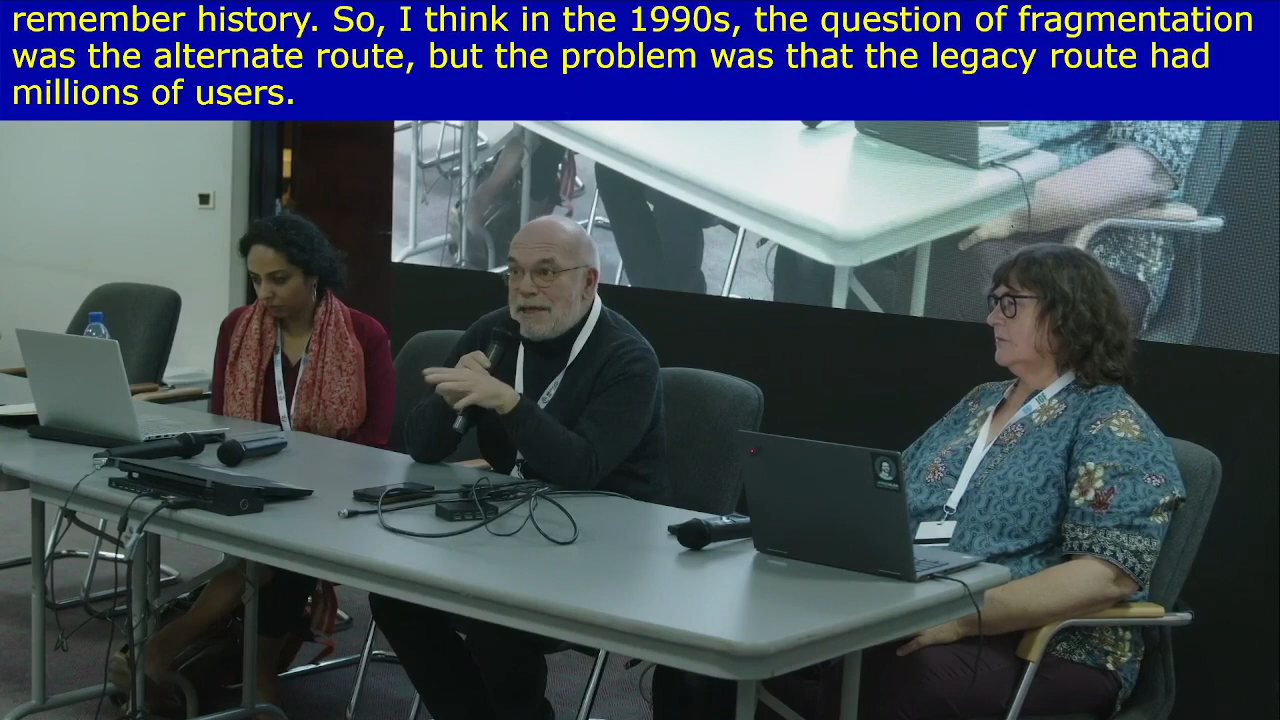 remember history. So, I think in the 1990s, the question of fragmentation
was the alternate route, but the problem was that the legacy route had
millions of users.